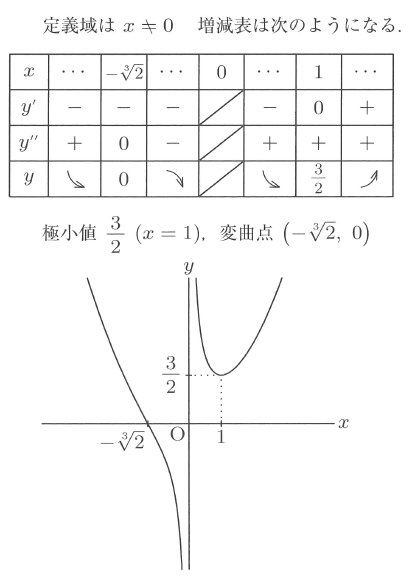 定義域は x ≠ 0　増減表は次のようになる.
x ⋯ −∛2 ⋯ 0 ⋯ 1 ⋯
y′ − − − − 0 +
y″ + 0 − + + +
y ↘ 0 ↘ ↘ 3/2 ↗
極小値 3/2 (x = 1), 変曲点 (−∛2, 0)
y
3/2
−∛2 O 1 x